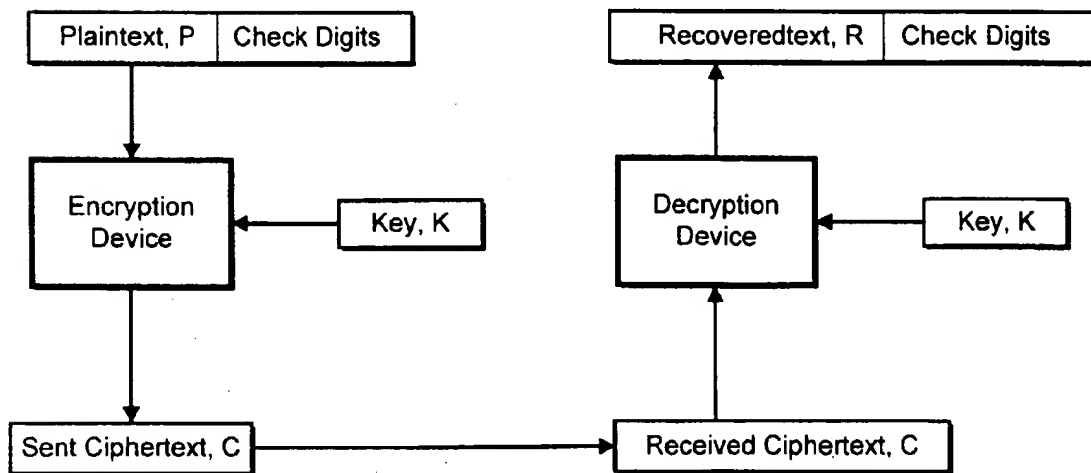 Plaintext, P Check Digits
Recoveredtext, R Check Digits
Encryption
Device
Key, K
Decryption
Device
Key, K
Sent Ciphertext, C
Received Ciphertext, C